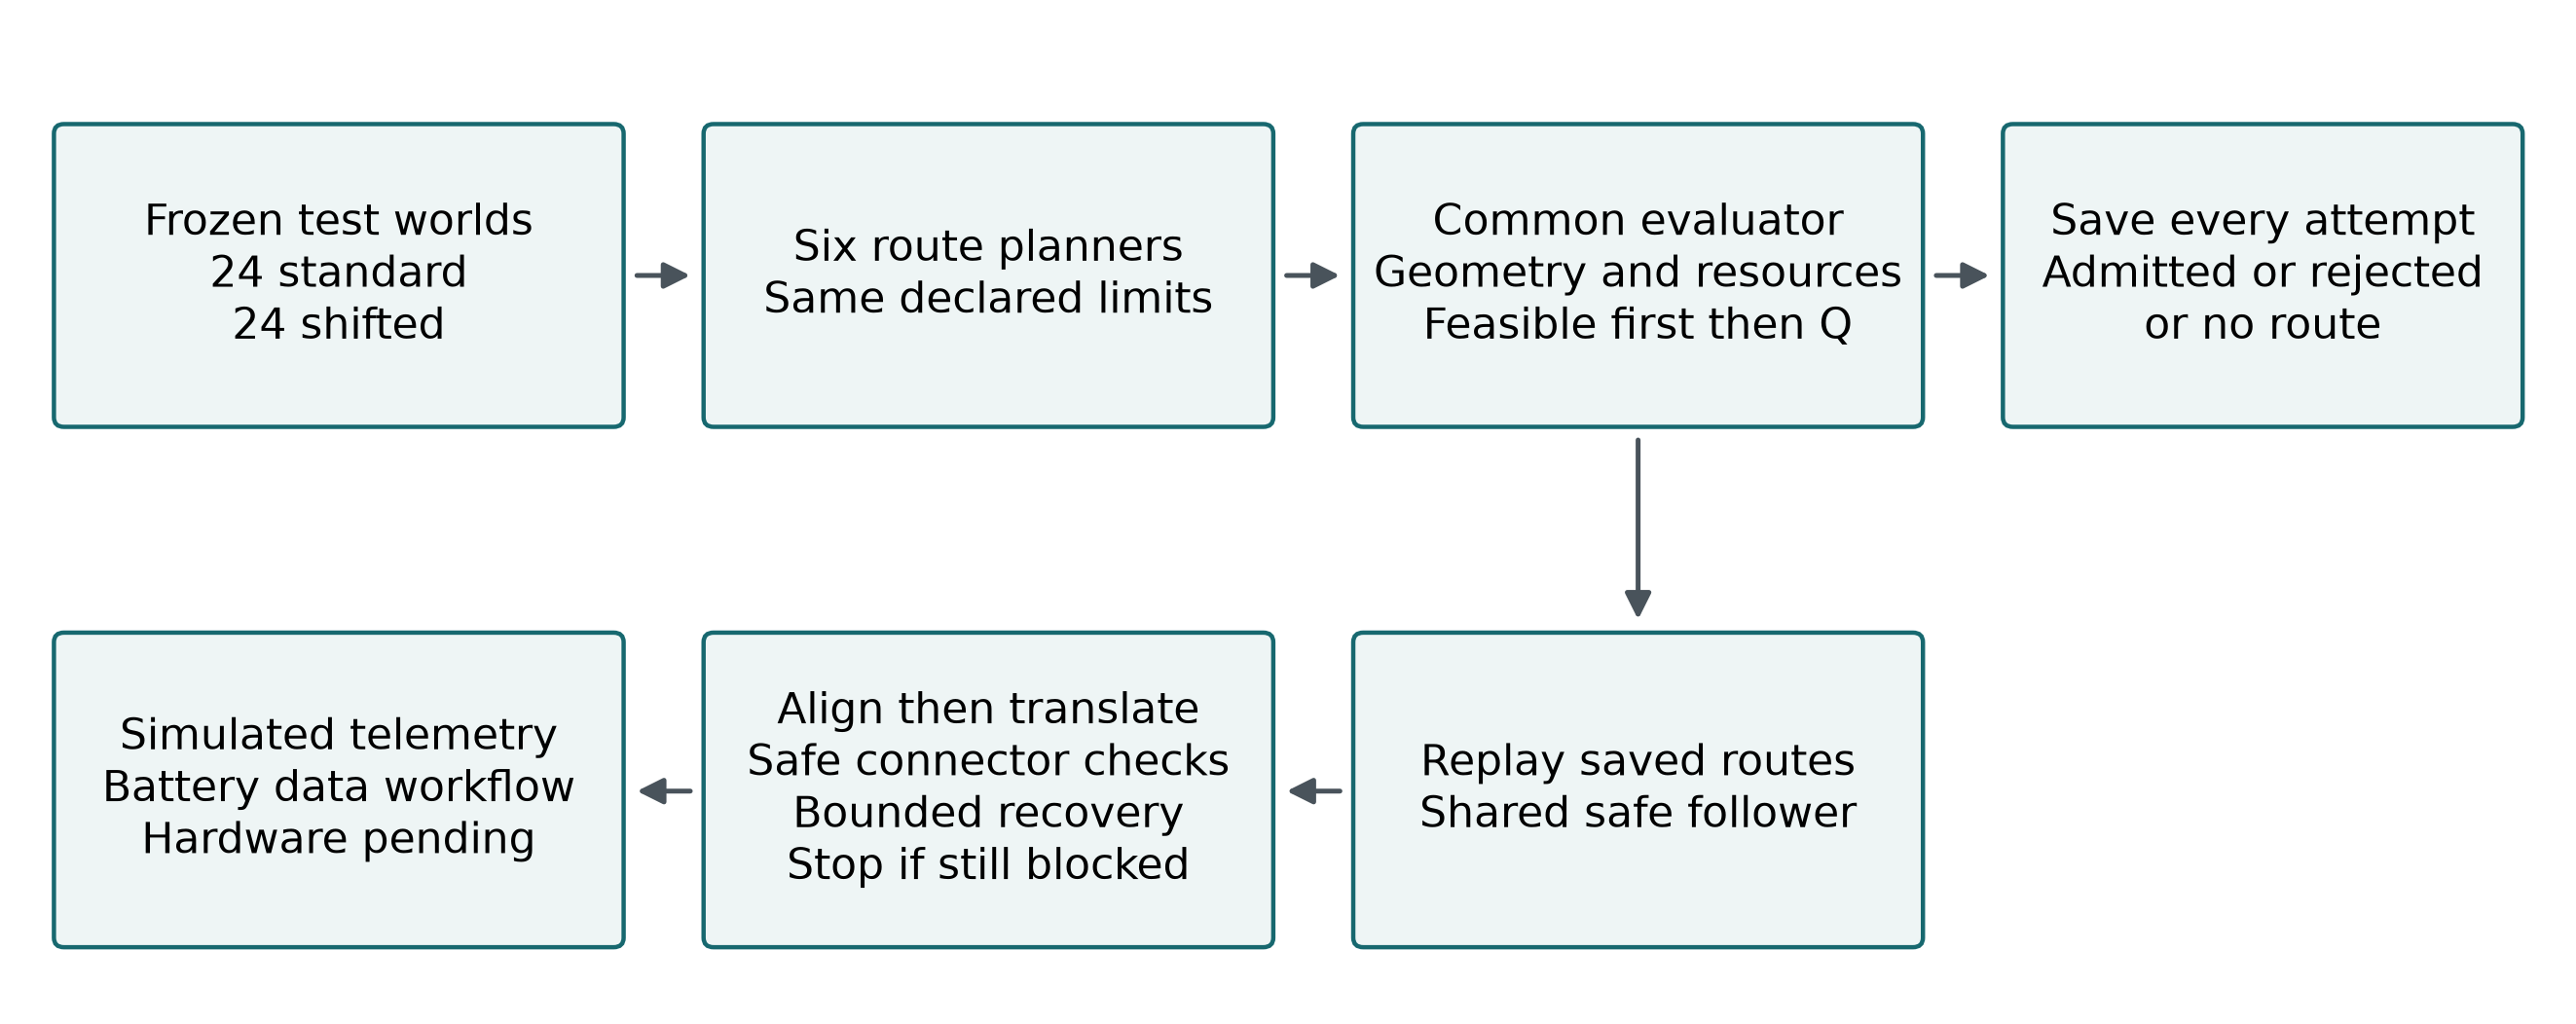 Frozen test worlds
24 standard
24 shifted
Six route planners
Same declared limits
Common evaluator
Geometry and resources
Feasible first then Q
Save every attempt
Admitted or rejected
or no route
Replay saved routes
Shared safe follower
Align then translate
Safe connector checks
Bounded recovery
Stop if still blocked
Simulated telemetry
Battery data workflow
Hardware pending